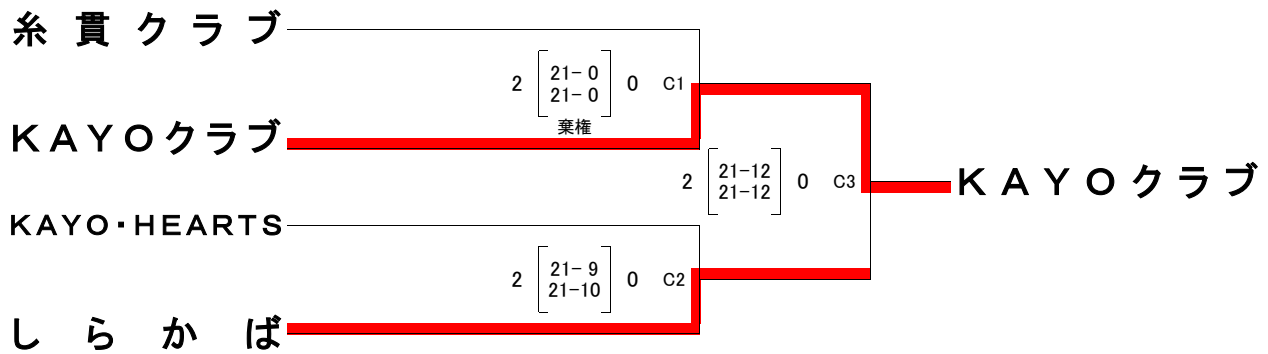 糸貫クラブ
2 21-0 0 C1
21-0
棄権
KAYOクラブ
2 21-12 0 C3
21-12
KAYOクラブ
KAYO・HEARTS
2 21-9 0 C2
21-10
しらかば